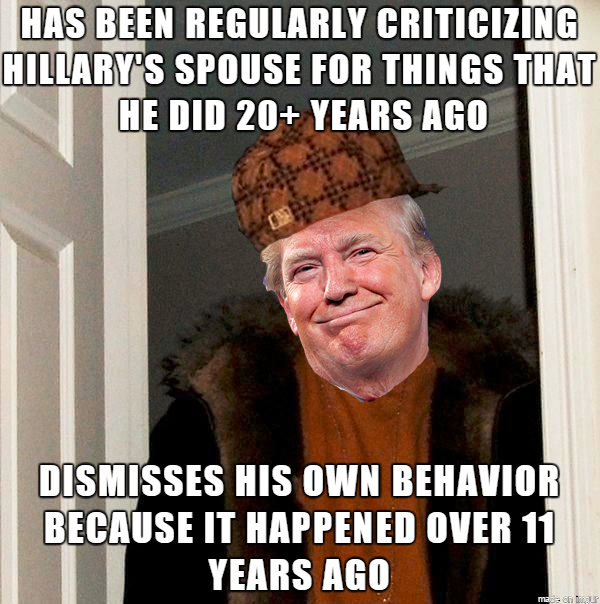 HAS BEEN REGULARLY CRITICIZING
HILLARY'S SPOUSE FOR THINGS THAT
HE DID 20+ YEARS AGO
DISMISSES HIS OWN BEHAVIOR
BECAUSE IT HAPPENED OVER 11
YEARS AGO
made on imgur